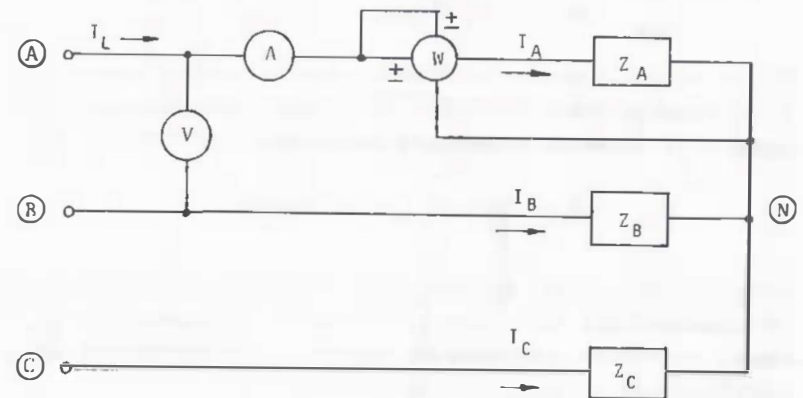 ±
A I_L A ± W I_A Z_A
V
B I_B Z_B N
I_C
C Z_C